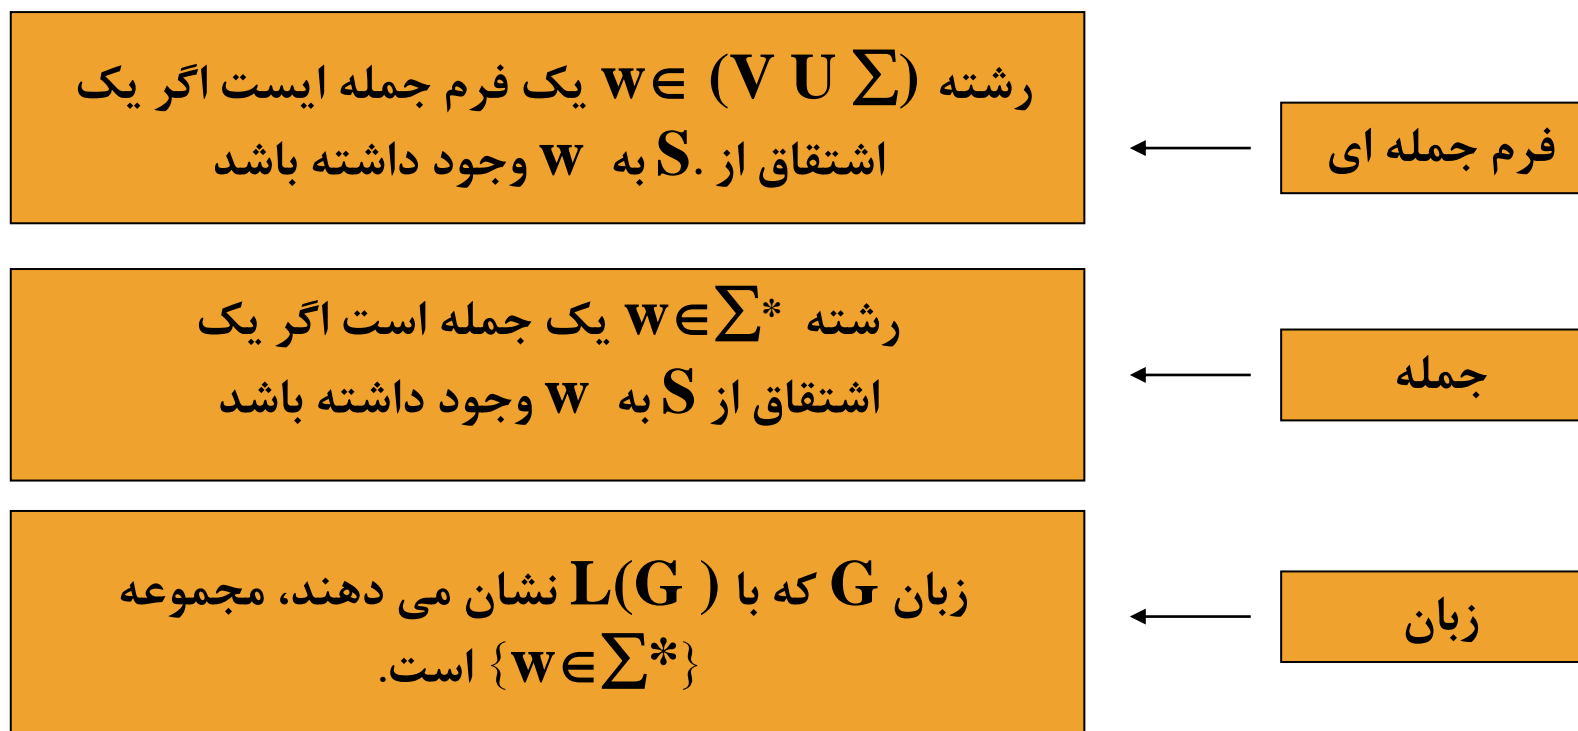 فرم جمله ای
رشته w∈ (V U ∑) یک فرم جمله ایست اگر یک
اشتقاق از .S به w وجود داشته باشد
جمله
رشته w∈∑* یک جمله است اگر یک
اشتقاق از S به w وجود داشته باشد
زبان
زبان G که با L(G ) نشان می دهند، مجموعه
{w∈∑*} است.